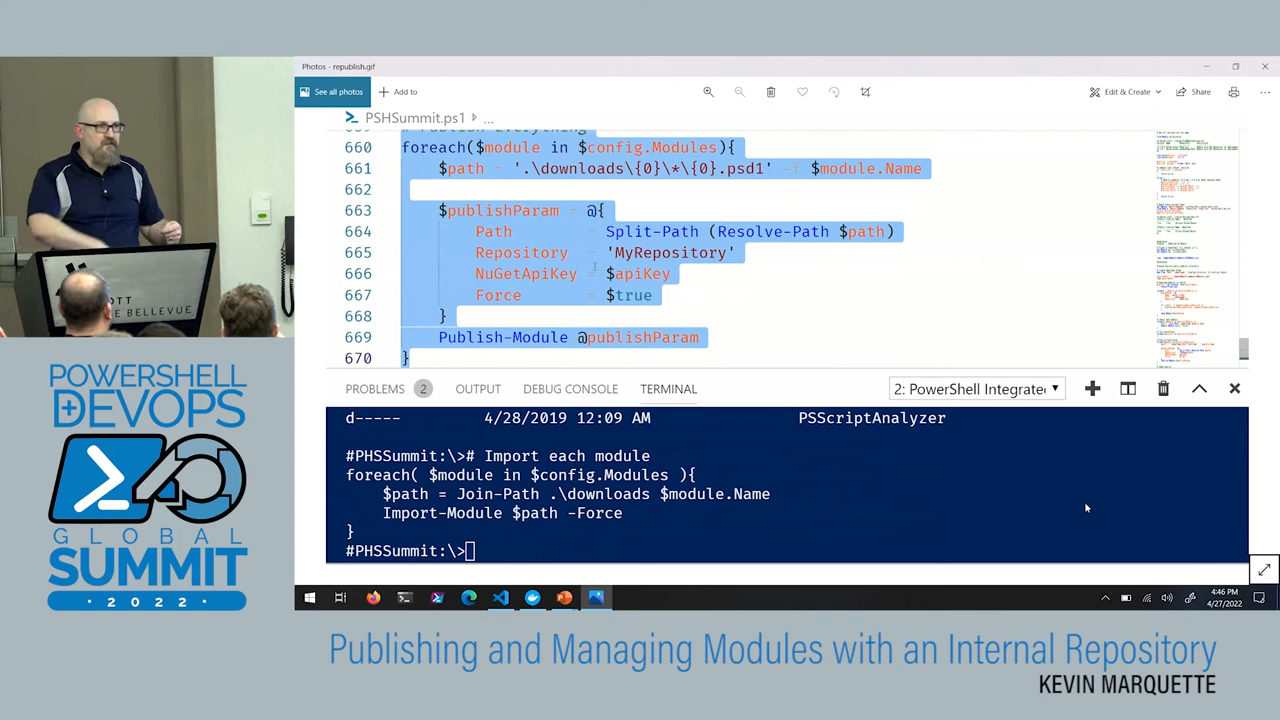 Photos - republish.gif
See all photos
Add to
Edit & Create
Share
PSHSummit.ps1 › ...
659 # Publish Everything
660 foreach($module in $config.Modules){
661 $path = .\downloads\{0}\*\{0}.psd1 -f $module.Name
662
663 $publishParam = @{
664 Path = Split-Path (Resolve-Path $path)
665 Repository = 'MyRepository'
666 NuGetApiKey = $apiKey
667 Force = $true
668 }
669 Publish-Module @publishParam
670 }
PROBLEMS 2 OUTPUT DEBUG CONSOLE TERMINAL
2: PowerShell Integrate
d----- 4/28/2019 12:09 AM PSScriptAnalyzer
#PHSSummit:\># Import each module
foreach( $module in $config.Modules ){
$path = Join-Path .\downloads $module.Name
Import-Module $path -Force
}
#PHSSummit:\>
4:46 PM
4/27/2022
OTT
E BELLEVUE
POWERSHELL
DEVOPS
GLOBAL
SUMMIT
· 2022 ·
Publishing and Managing Modules with an Internal Repository
KEVIN MARQUETTE